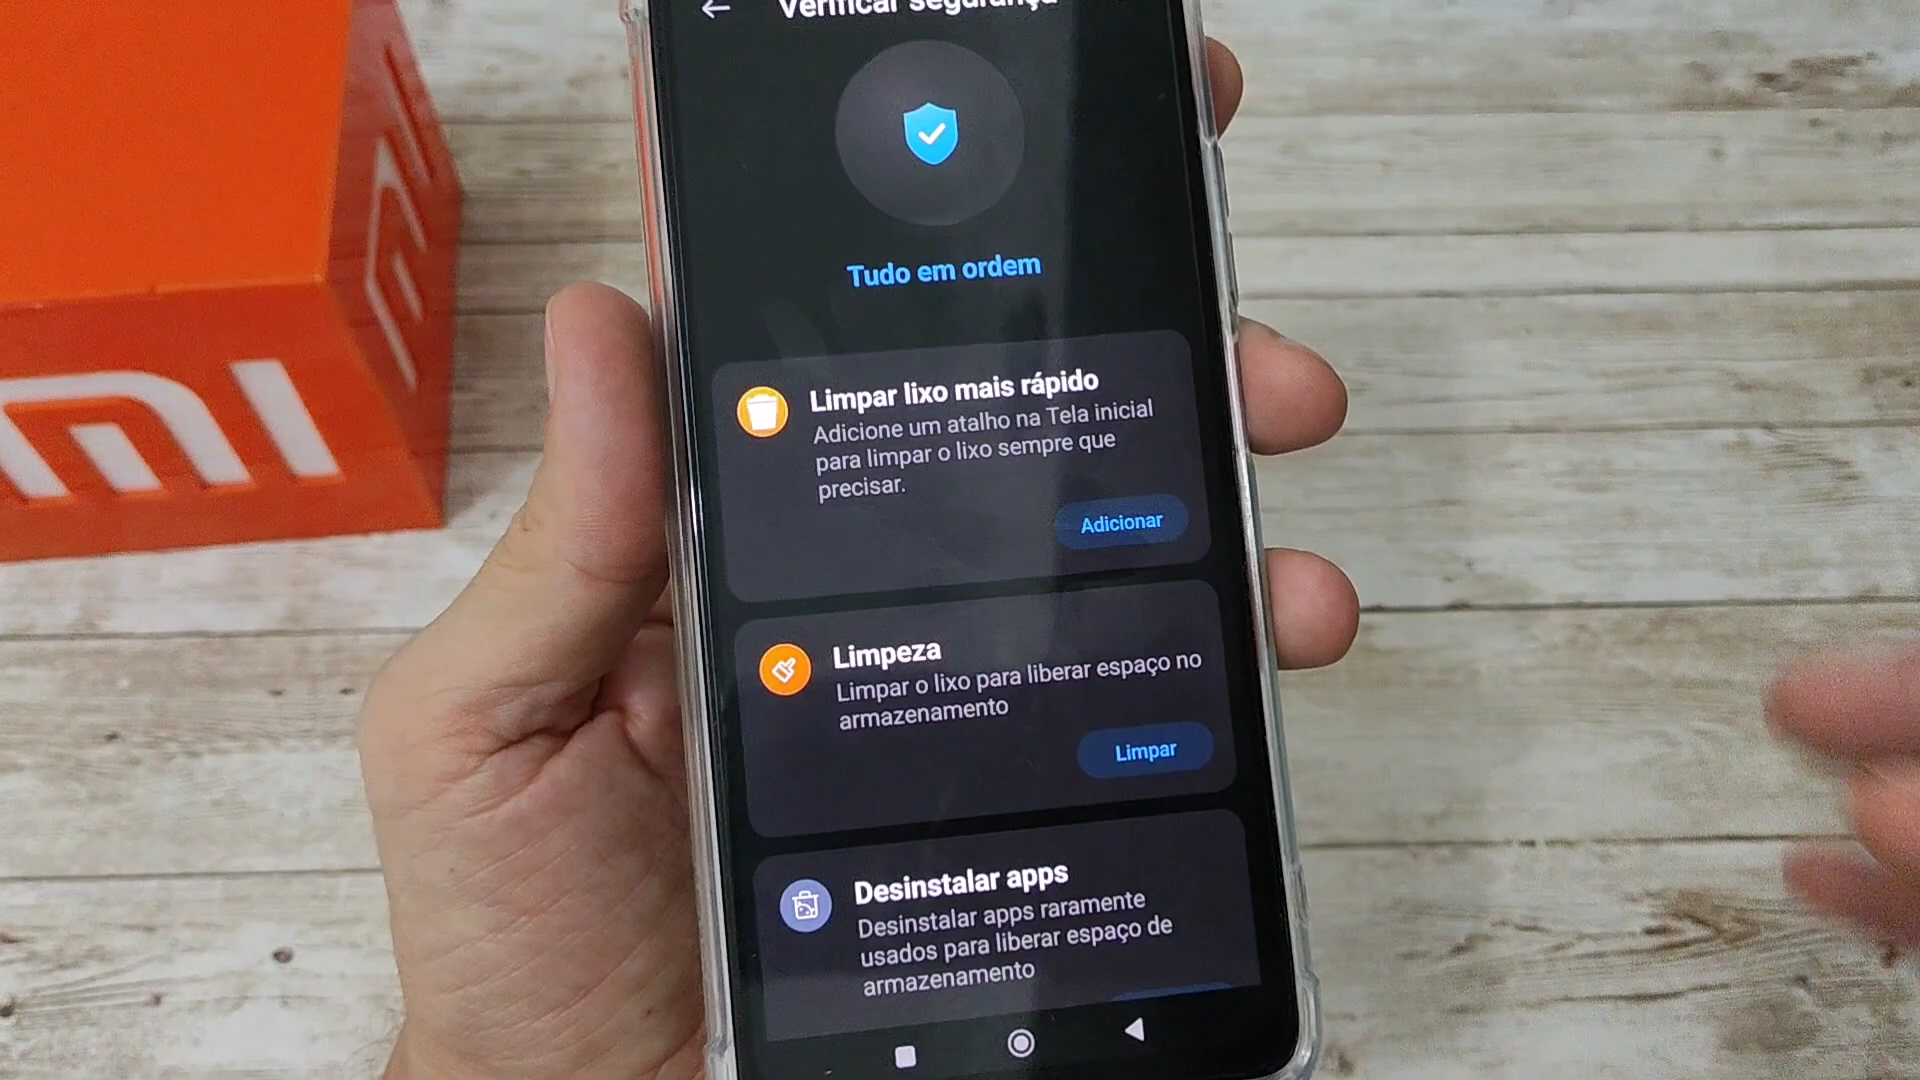 Verificar segurança
Tudo em ordem
Limpar lixo mais rápido
Adicione um atalho na Tela inicial
para limpar o lixo sempre que
precisar.
Adicionar
Limpeza
Limpar o lixo para liberar espaço no
armazenamento
Limpar
Desinstalar apps
Desinstalar apps raramente
usados para liberar espaço de
armazenamento
mi
mi